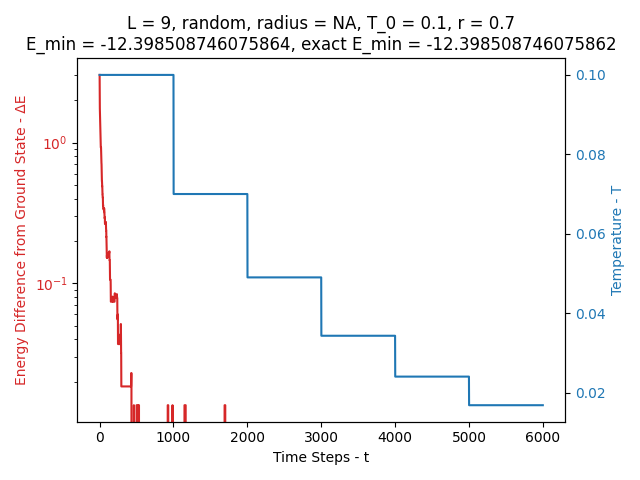 L = 9, random, radius = NA, T_0 = 0.1, r = 0.7
E_min = -12.398508746075864, exact E_min = -12.398508746075862
Energy Difference from Ground State - ΔE
10^0
10^-1
0.10
0.08
0.06
0.04
0.02
Temperature - T
0 1000 2000 3000 4000 5000 6000
Time Steps - t